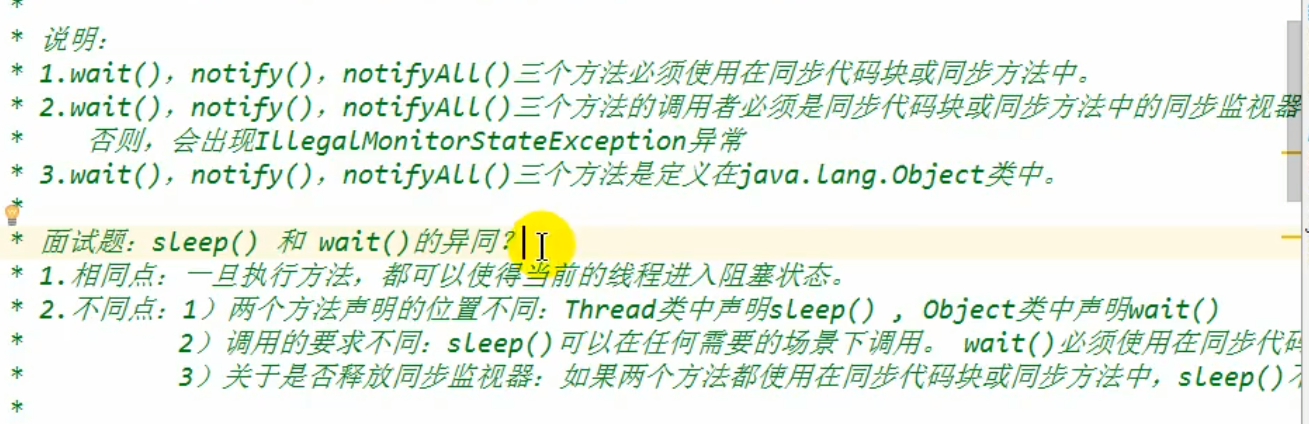 *
* 说明：
* 1.wait()，notify()，notifyAll()三个方法必须使用在同步代码块或同步方法中。
* 2.wait()，notify()，notifyAll()三个方法的调用者必须是同步代码块或同步方法中的同步监视器
* 否则，会出现IllegalMonitorStateException异常
* 3.wait()，notify()，notifyAll()三个方法是定义在java.lang.Object类中。
*
* 面试题：sleep() 和 wait()的异同？
* 1.相同点：一旦执行方法，都可以使得当前的线程进入阻塞状态。
* 2.不同点：1）两个方法声明的位置不同：Thread类中声明sleep() , Object类中声明wait()
* 2）调用的要求不同：sleep()可以在任何需要的场景下调用。 wait()必须使用在同步代码
* 3）关于是否释放同步监视器：如果两个方法都使用在同步代码块或同步方法中，sleep()不
*